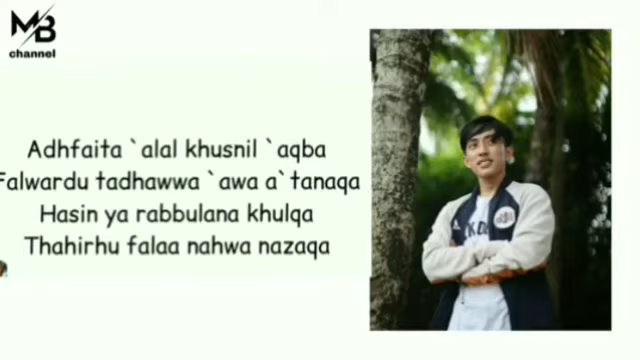 MB
channel
Adhfaita `alal khusnil `aqba
Falwardu tadhawwa `awa a`tanaqa
Hasin ya rabbulana khulqa
Thahirhu falaa nahwa nazaqa